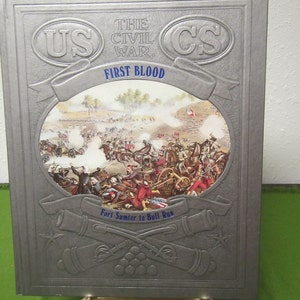 US
THE
CIVIL
WAR
CS
FIRST BLOOD
Fort Sumter to Bull Run